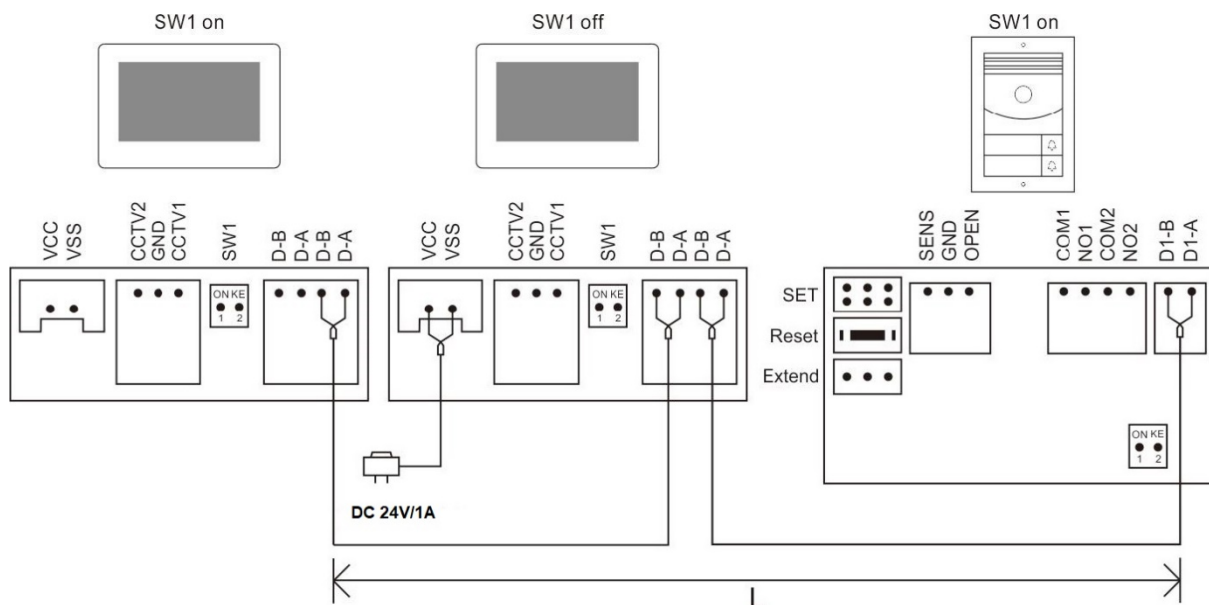 SW1 on
SW1 off
SW1 on
VCC
VSS
CCTV2
GND
CCTV1
SW1
D-B
D-A
D-B
D-A
VCC
VSS
CCTV2
GND
CCTV1
SW1
D-B
D-A
D-B
D-A
SENS
GND
OPEN
COM1
NO1
COM2
NO2
D1-B
D1-A
ON KE
1 2
ON KE
1 2
SET
Reset
Extend
ON KE
1 2
DC 24V/1A